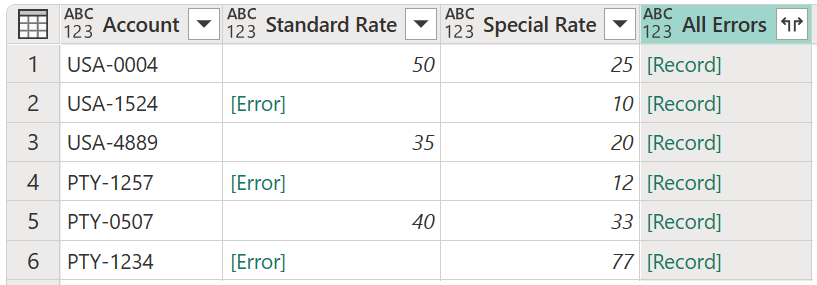 ABC 123 Account ABC 123 Standard Rate ABC 123 Special Rate ABC 123 All Errors
1 USA-0004 50 25 [Record]
2 USA-1524 [Error] 10 [Record]
3 USA-4889 35 20 [Record]
4 PTY-1257 [Error] 12 [Record]
5 PTY-0507 40 33 [Record]
6 PTY-1234 [Error] 77 [Record]